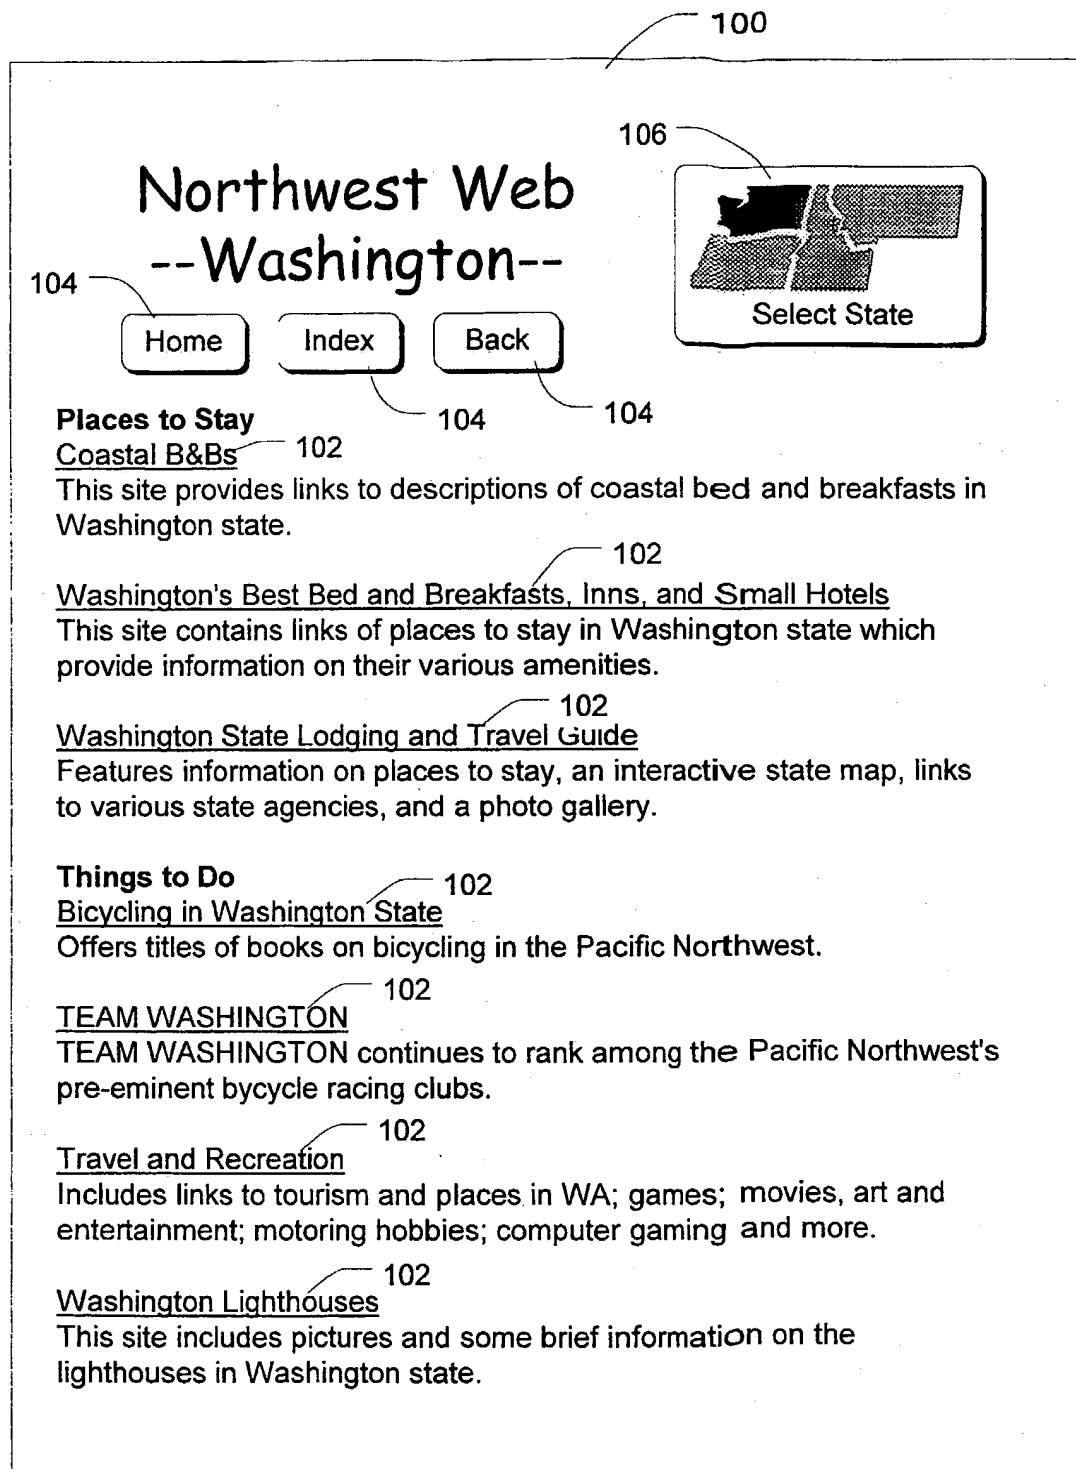 100
106
Northwest Web
--Washington--
Select State
104
Home Index Back
104 104
Places to Stay
Coastal B&Bs 102
This site provides links to descriptions of coastal bed and breakfasts in
Washington state.
102
Washington's Best Bed and Breakfasts, Inns, and Small Hotels
This site contains links of places to stay in Washington state which
provide information on their various amenities.
102
Washington State Lodging and Travel Guide
Features information on places to stay, an interactive state map, links
to various state agencies, and a photo gallery.
Things to Do
102
Bicycling in Washington State
Offers titles of books on bicycling in the Pacific Northwest.
102
TEAM WASHINGTON
TEAM WASHINGTON continues to rank among the Pacific Northwest's
pre-eminent bycycle racing clubs.
102
Travel and Recreation
Includes links to tourism and places in WA; games; movies, art and
entertainment; motoring hobbies; computer gaming and more.
102
Washington Lighthouses
This site includes pictures and some brief information on the
lighthouses in Washington state.